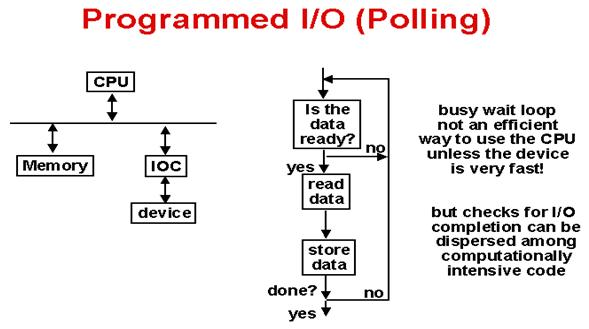 Programmed I/O (Polling)
CPU
Memory
IOC
device
Is the
data
ready?
no
yes
read
data
store
data
done?
no
yes
busy wait loop
not an efficient
way to use the CPU
unless the device
is very fast!
but checks for I/O
completion can be
dispersed among
computationally
intensive code